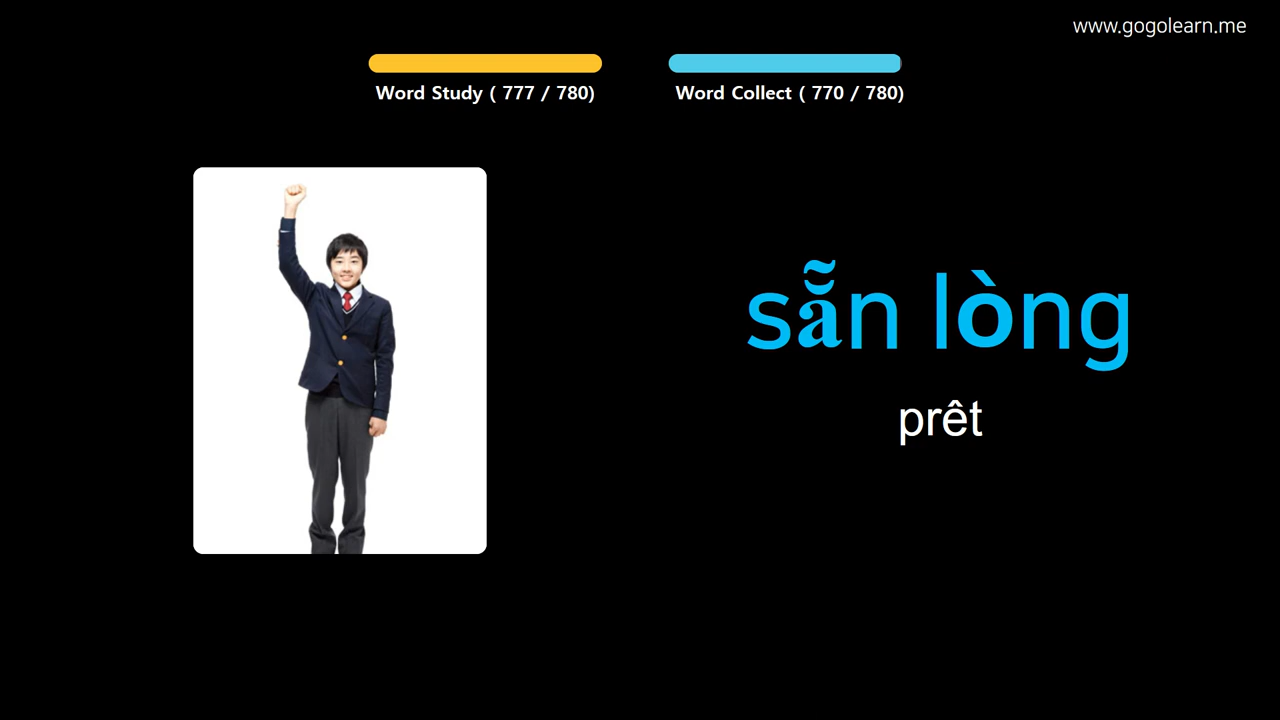 www.gogolearn.me
Word Study ( 777 / 780)
Word Collect ( 770 / 780)
sẵn lòng
prêt